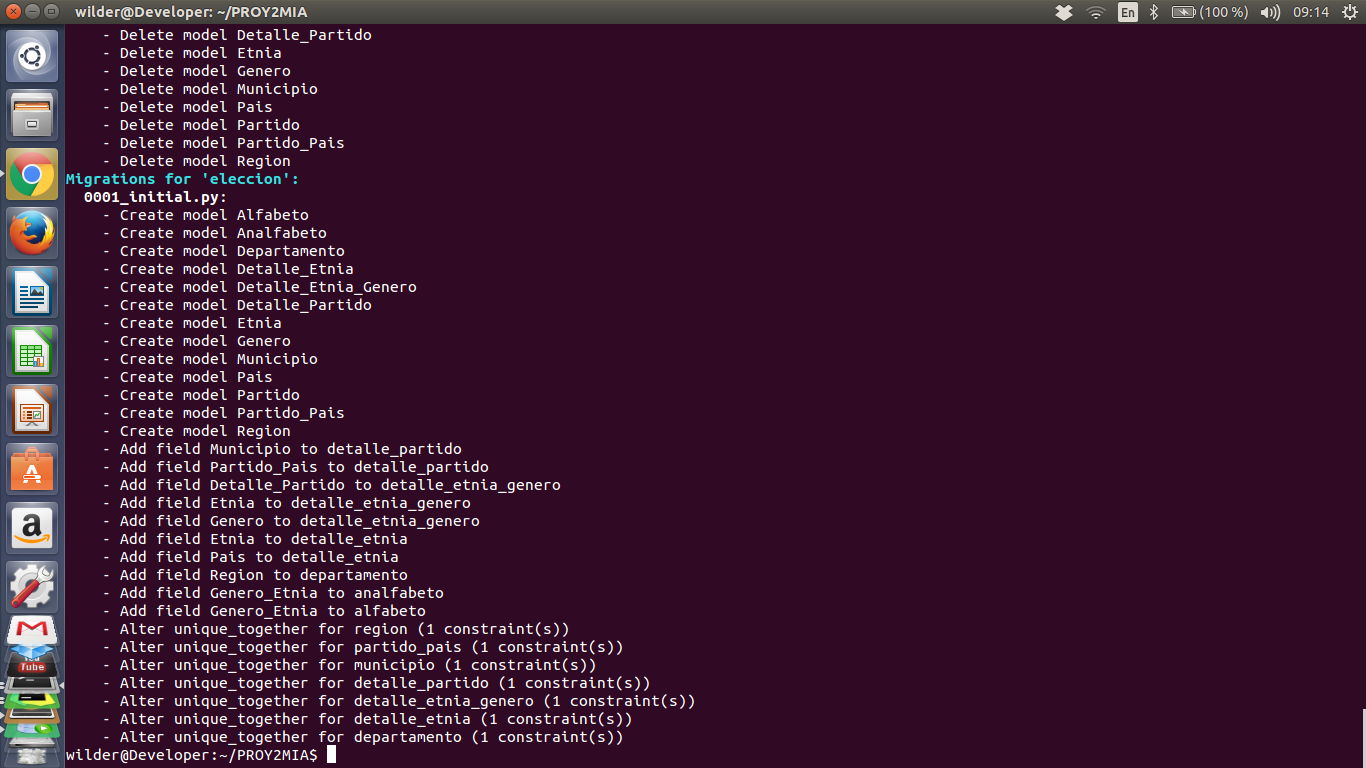 wilder@Developer: ~/PROY2MIA
En
(100 %)
09:14
- Delete model Detalle_Partido
- Delete model Etnia
- Delete model Genero
- Delete model Municipio
- Delete model Pais
- Delete model Partido
- Delete model Partido_Pais
- Delete model Region
Migrations for 'eleccion':
0001_initial.py:
- Create model Alfabeto
- Create model Analfabeto
- Create model Departamento
- Create model Detalle_Etnia
- Create model Detalle_Etnia_Genero
- Create model Detalle_Partido
- Create model Etnia
- Create model Genero
- Create model Municipio
- Create model Pais
- Create model Partido
- Create model Partido_Pais
- Create model Region
- Add field Municipio to detalle_partido
- Add field Partido_Pais to detalle_partido
- Add field Detalle_Partido to detalle_etnia_genero
- Add field Etnia to detalle_etnia_genero
- Add field Genero to detalle_etnia_genero
- Add field Etnia to detalle_etnia
- Add field Pais to detalle_etnia
- Add field Region to departamento
- Add field Genero_Etnia to analfabeto
- Add field Genero_Etnia to alfabeto
- Alter unique_together for region (1 constraint(s))
- Alter unique_together for partido_pais (1 constraint(s))
- Alter unique_together for municipio (1 constraint(s))
- Alter unique_together for detalle_partido (1 constraint(s))
- Alter unique_together for detalle_etnia_genero (1 constraint(s))
- Alter unique_together for detalle_etnia (1 constraint(s))
- Alter unique_together for departamento (1 constraint(s))
wilder@Developer:~/PROY2MIA$
a
You
Tube